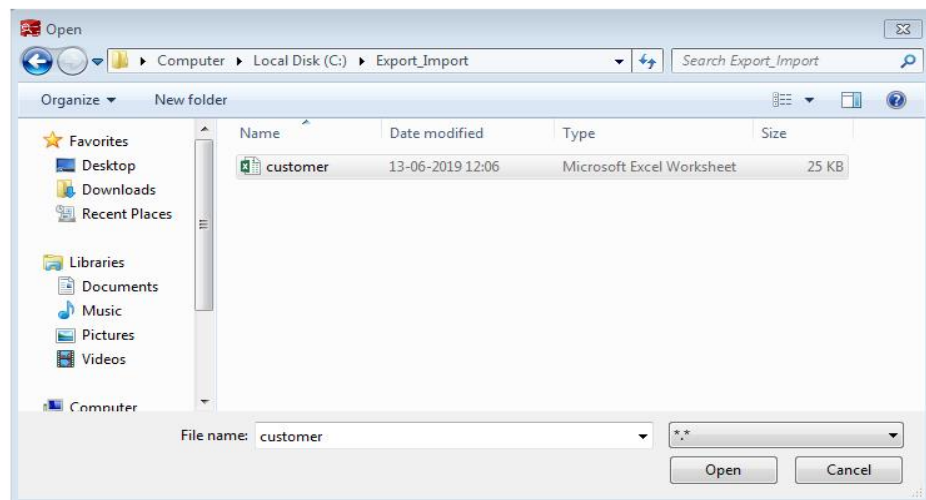 Open
Computer Local Disk (C:) Export_Import Search Export_Import
Organize New folder
Name Date modified Type Size
customer 13-06-2019 12:06 Microsoft Excel Worksheet 25 KB
Favorites
Desktop
Downloads
Recent Places
Libraries
Documents
Music
Pictures
Videos
Computer
File name: customer *.*
Open Cancel